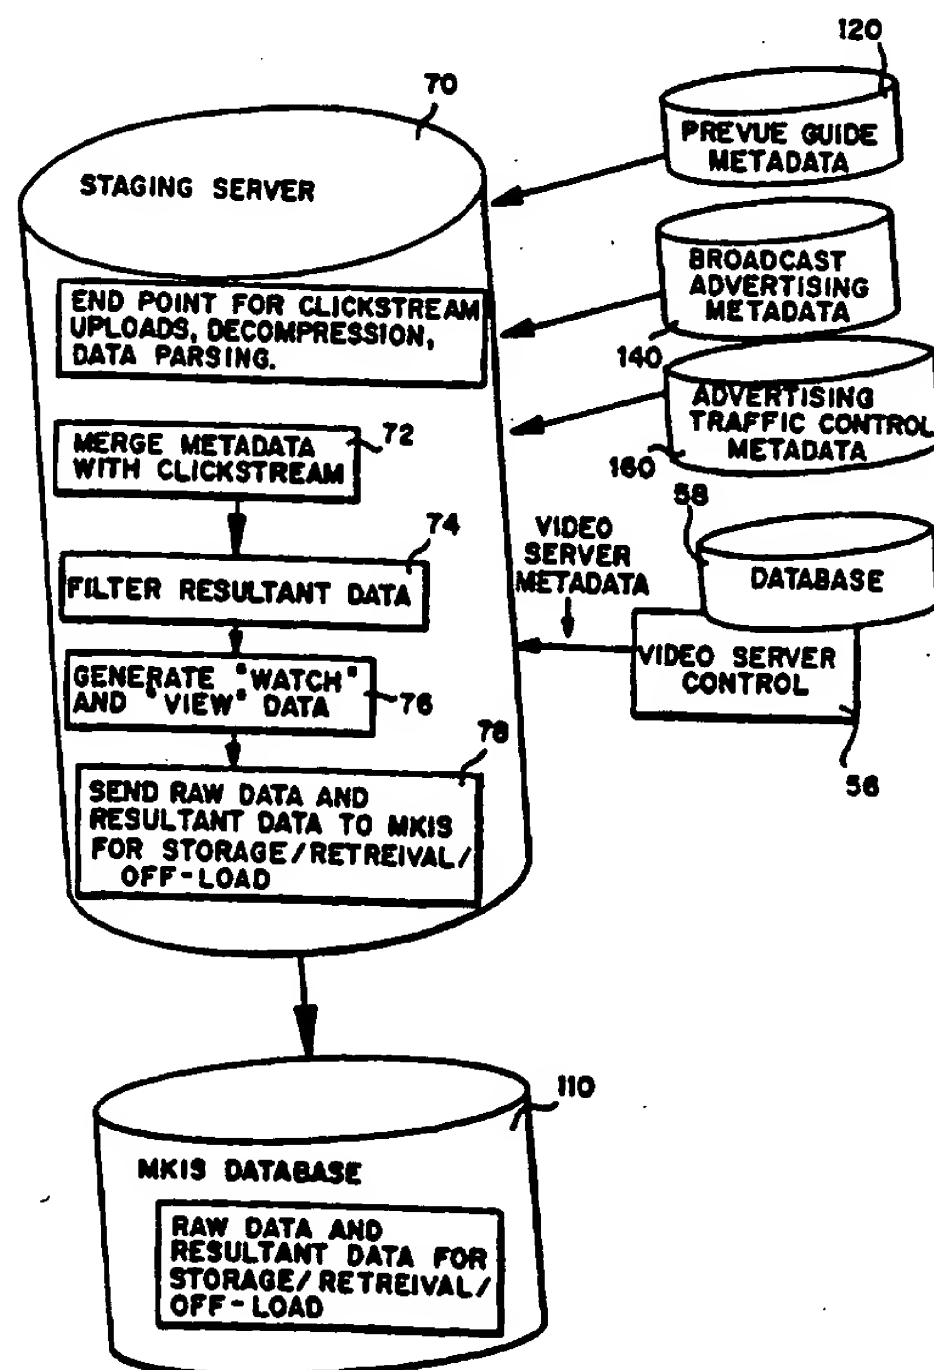 120
70
PREVUE GUIDE
METADATA
STAGING SERVER
BROADCAST
ADVERTISING
METADATA
140
END POINT FOR CLICKSTREAM
UPLOADS, DECOMPRESSION,
DATA PARSING.
ADVERTISING
TRAFFIC CONTROL
METADATA
160
72
MERGE METADATA
WITH CLICKSTREAM
74
FILTER RESULTANT DATA
VIDEO
SERVER
METADATA
58
DATABASE
VIDEO SERVER
CONTROL
56
GENERATE "WATCH"
AND "VIEW" DATA
76
78
SEND RAW DATA AND
RESULTANT DATA TO MKIS
FOR STORAGE/RETREIVAL/
OFF-LOAD
110
MKIS DATABASE
RAW DATA AND
RESULTANT DATA FOR
STORAGE/RETREIVAL/
OFF-LOAD